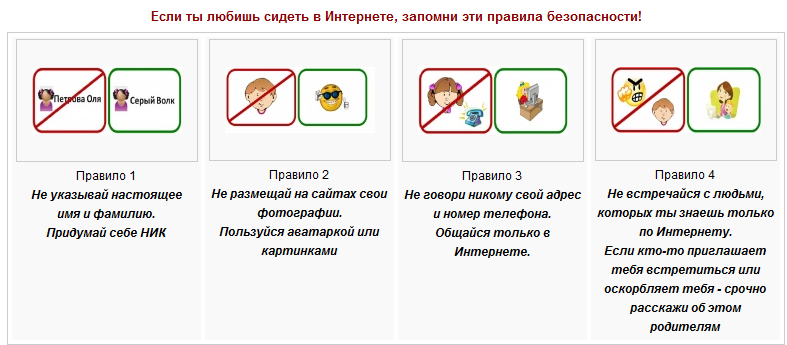 Если ты любишь сидеть в Интернете, запомни эти правила безопасности!
Петрова Оля
Серый Волк
Правило 1
Не указывай настоящее
имя и фамилию.
Придумай себе НИК
Правило 2
Не размещай на сайтах свои
фотографии.
Пользуйся аватаркой или
картинками
Правило 3
Не говори никому свой адрес
и номер телефона.
Общайся только в
Интернете.
Правило 4
Не встречайся с людьми,
которых ты знаешь только
по Интернету.
Если кто-то приглашает
тебя встретиться или
оскорбляет тебя - срочно
расскажи об этом
родителям